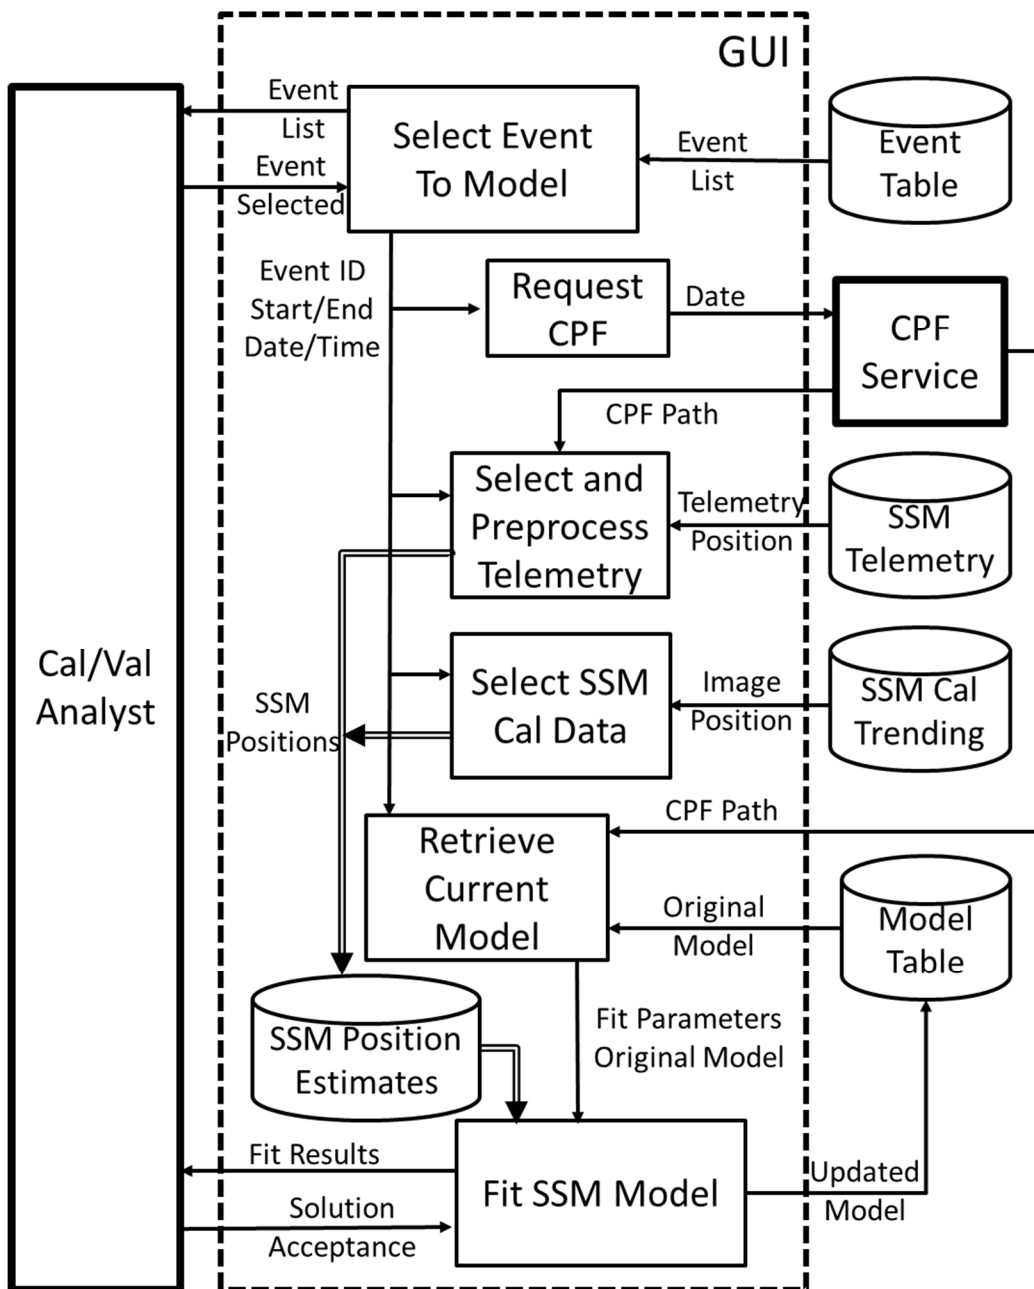 GUI
Event
List
Event
Selected
Select Event
To Model
Event
List
Event
Table
Event ID
Start/End
Date/Time
Request
CPF
Date
CPF
Service
CPF Path
Select and
Preprocess
Telemetry
Telemetry
Position
SSM
Telemetry
Cal/Val
Analyst
SSM
Positions
Select SSM
Cal Data
Image
Position
SSM Cal
Trending
CPF Path
Retrieve
Current
Model
Original
Model
Model
Table
SSM Position
Estimates
Fit Parameters
Original Model
Fit Results
Solution
Acceptance
Fit SSM Model
Updated
Model